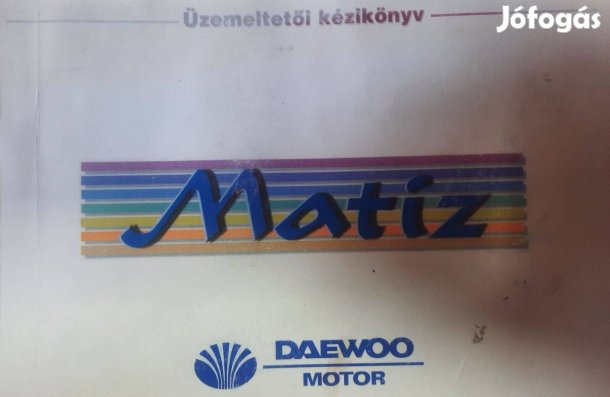 Jófogás
Üzemeltetői kézikönyv
Matiz
DAEWOO
MOTOR